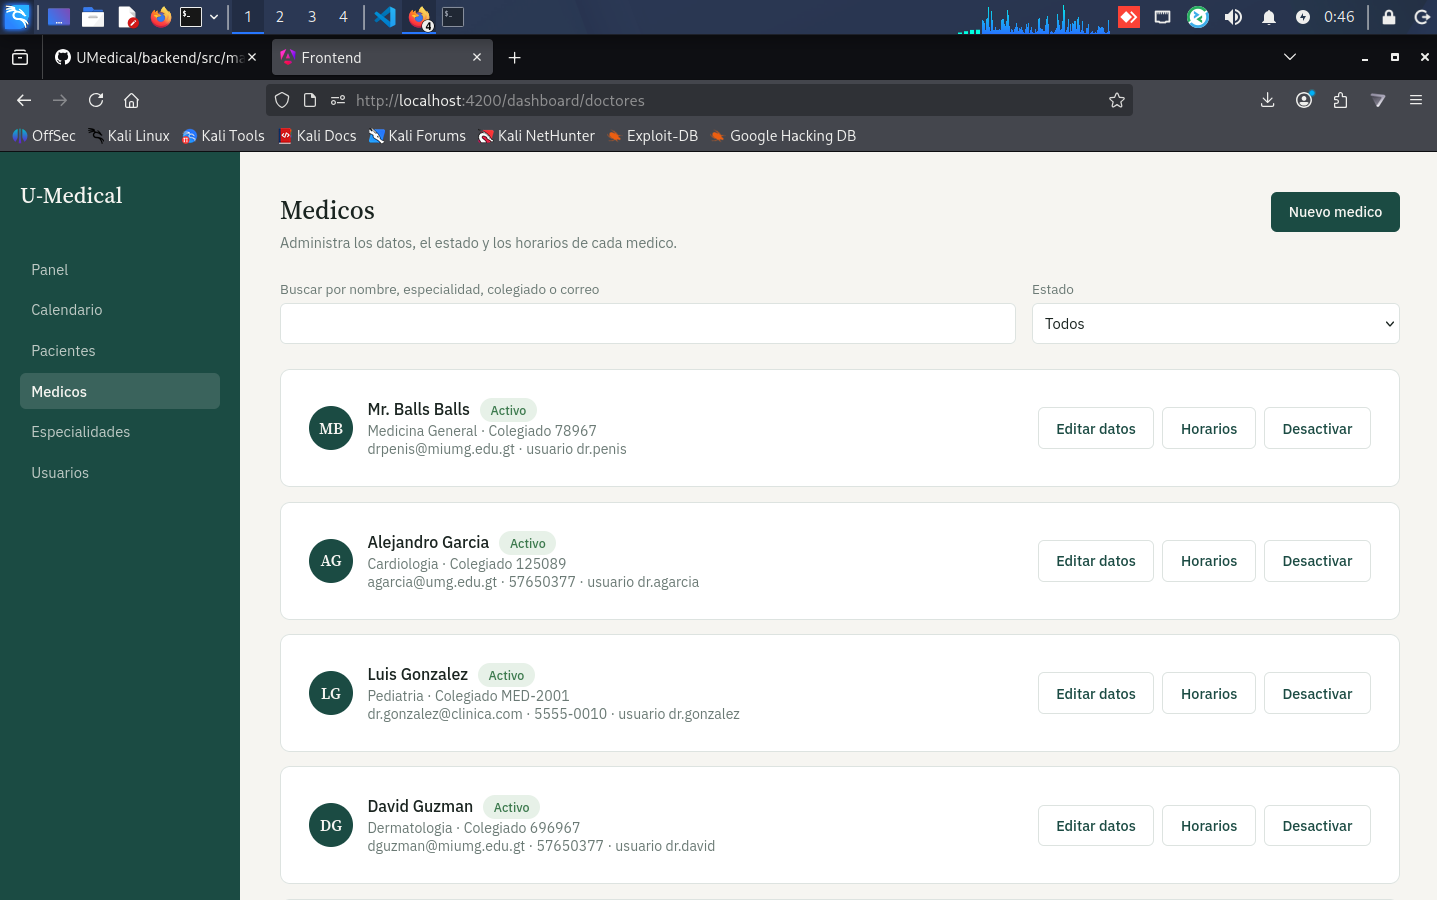 1 2 3 4
4
0:46
UMedical/backend/src/ma
Frontend
http://localhost:4200/dashboard/doctores
OffSec Kali Linux Kali Tools Kali Docs Kali Forums Kali NetHunter Exploit-DB Google Hacking DB
U-Medical
Panel
Calendario
Pacientes
Medicos
Especialidades
Usuarios
Medicos
Nuevo medico
Administra los datos, el estado y los horarios de cada medico.
Buscar por nombre, especialidad, colegiado o correo
Estado
Todos
MB
Mr. Balls Balls Activo
Medicina General · Colegiado 78967
drpenis@miumg.edu.gt · usuario dr.penis
Editar datos Horarios Desactivar
AG
Alejandro Garcia Activo
Cardiologia · Colegiado 125089
agarcia@umg.edu.gt · 57650377 · usuario dr.agarcia
Editar datos Horarios Desactivar
LG
Luis Gonzalez Activo
Pediatria · Colegiado MED-2001
dr.gonzalez@clinica.com · 5555-0010 · usuario dr.gonzalez
Editar datos Horarios Desactivar
DG
David Guzman Activo
Dermatologia · Colegiado 696967
dguzman@miumg.edu.gt · 57650377 · usuario dr.david
Editar datos Horarios Desactivar